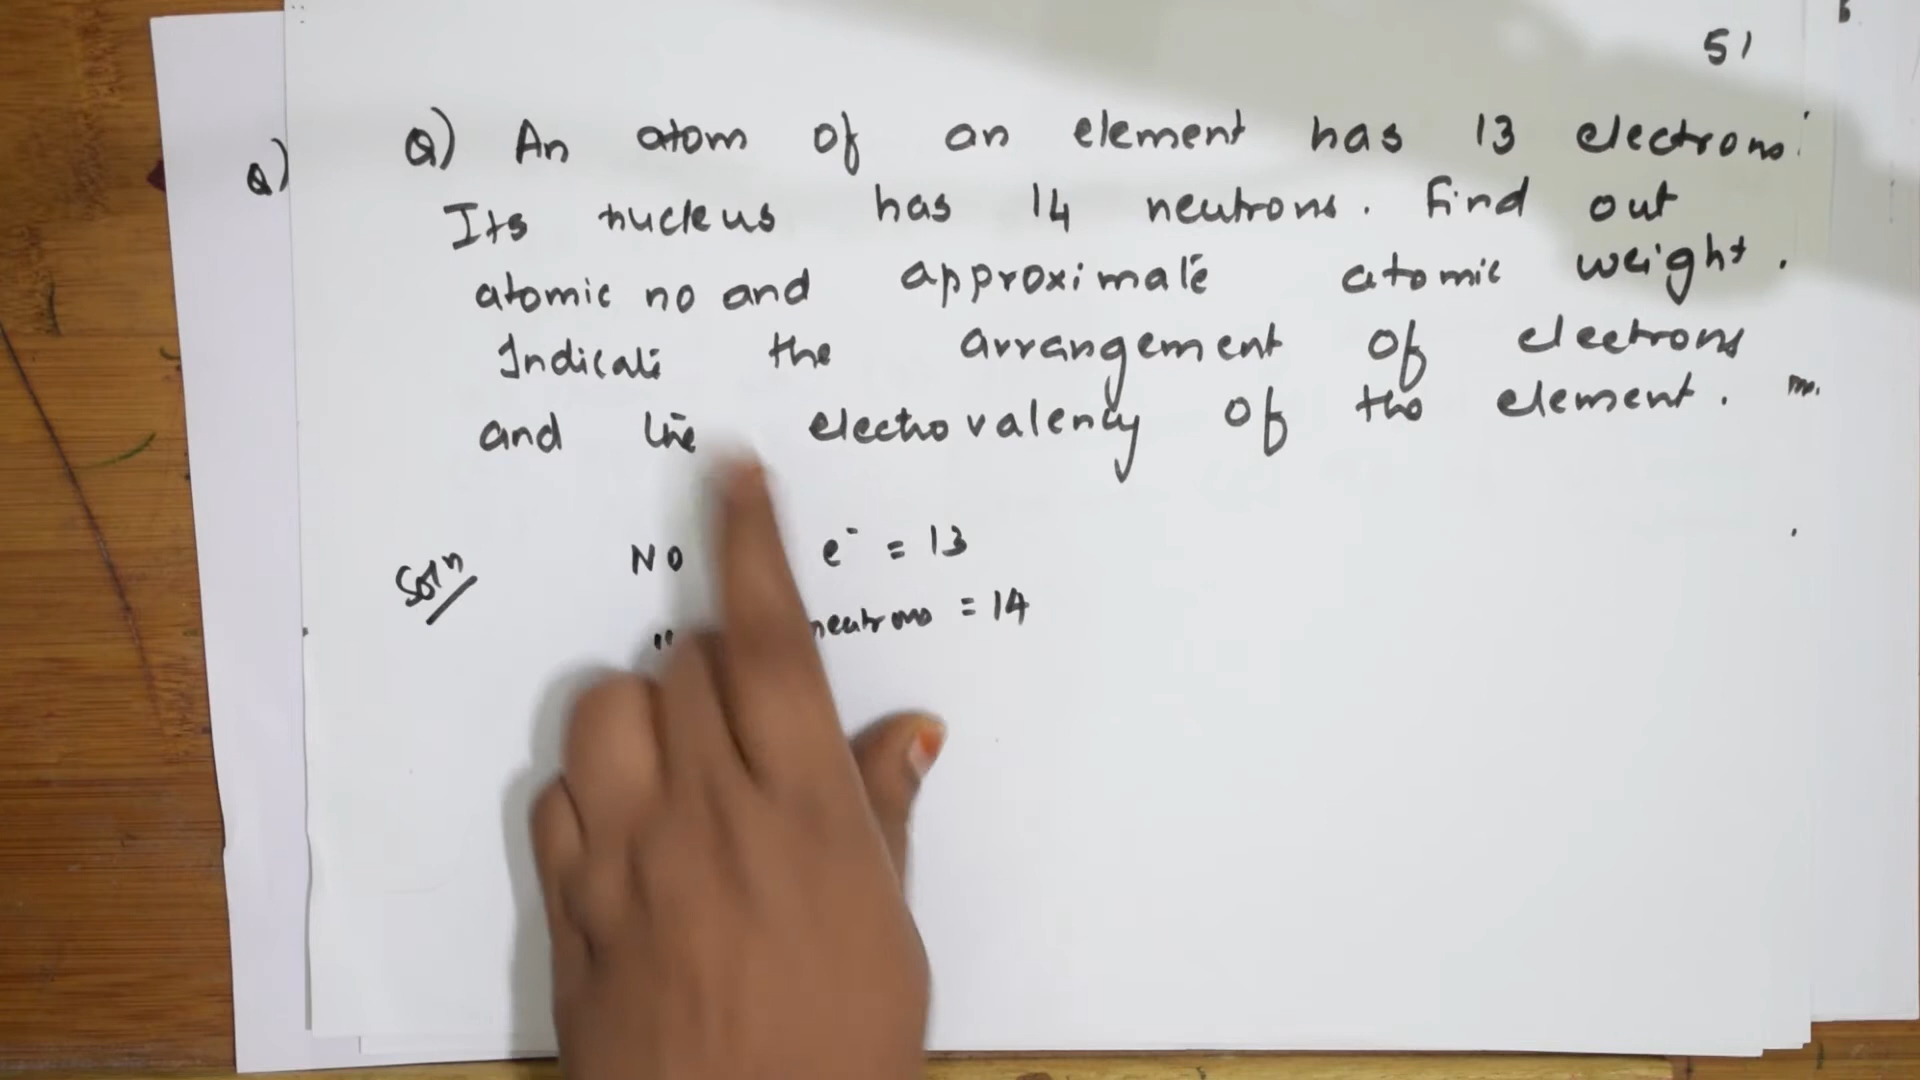 51
Q)
Q) An atom of an element has 13 electrons.
Its nucleus has 14 neutrons. Find out
atomic no and approximate atomic weight.
Indicate the arrangement of electrons
and the electrovalency of the element.
Soln
No e⁻ = 13
" neutrons = 14